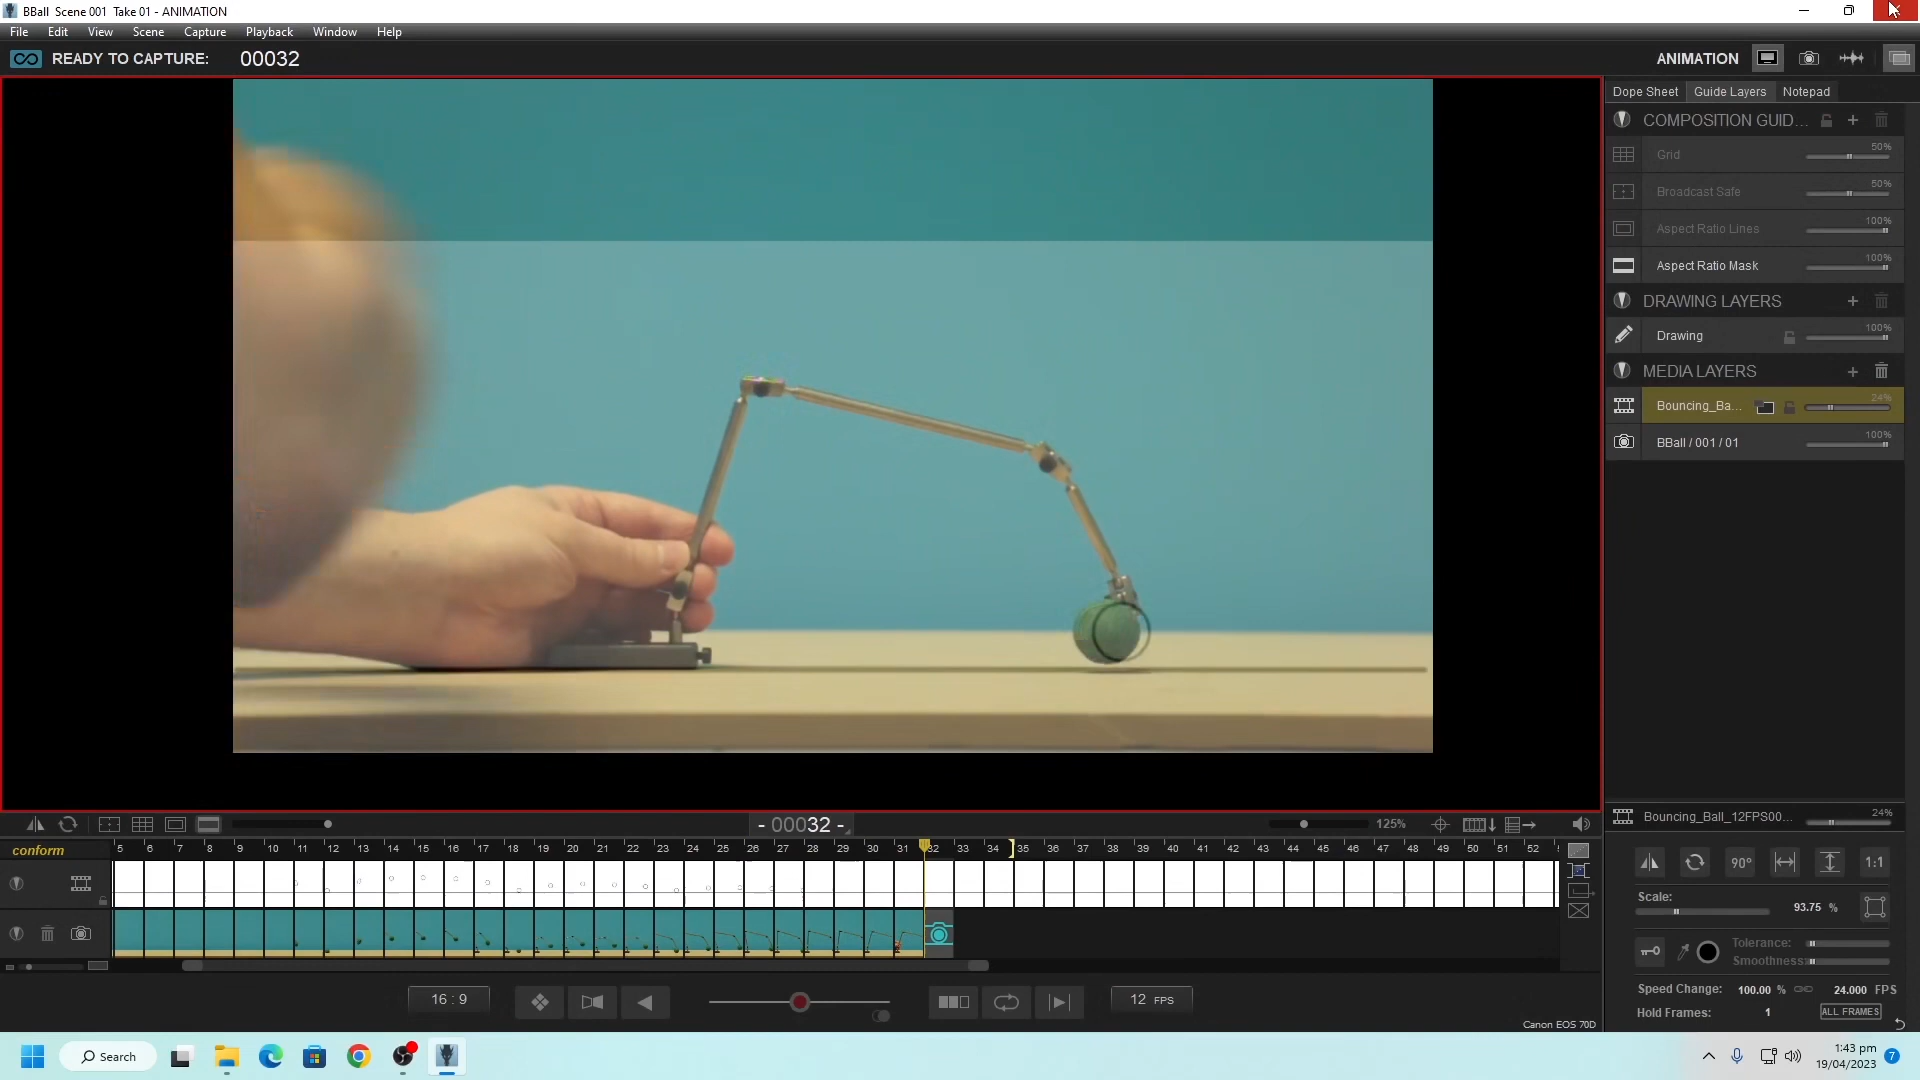 BBall  Scene 001  Take 01 - ANIMATION
File Edit View Scene Capture Playback Window Help
READY TO CAPTURE: 00032
ANIMATION
Dope Sheet Guide Layers Notepad
COMPOSITION GUID...
Grid 50%
Broadcast Safe 50%
Aspect Ratio Lines 100%
Aspect Ratio Mask 100%
DRAWING LAYERS
Drawing 100%
MEDIA LAYERS
Bouncing_Ba... 24%
BBall / 001 / 01 100%
- 00032 -
125%
Bouncing_Ball_12FPS00... 24%
conform
5 6 7 8 9 10 11 12 13 14 15 16 17 18 19 20 21 22 23 24 25 26 27 28 29 30 31 32 33 34 35 36 37 38 39 40 41 42 43 44 45 46 47 48 49 50 51 52
90° 1:1
Scale: 93.75 %
Tolerance:
Smoothness:
Speed Change: 100.00 % 24.000 FPS
Hold Frames: 1 ALL FRAMES
16 : 9
12 FPS
Canon EOS 70D
Search
1:43 pm
19/04/2023
7